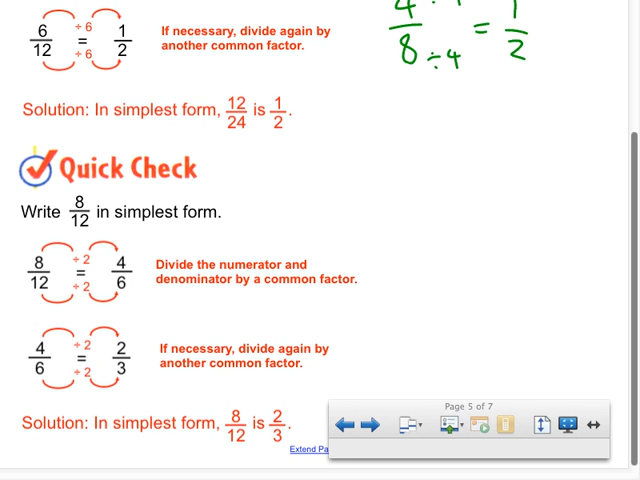 6/12 = 1/2
÷ 6
÷ 6
If necessary, divide again by
another common factor.
8 ÷4 = 1/2
Solution: In simplest form, 12/24 is 1/2.
Quick Check
Write 8/12 in simplest form.
8/12 = 4/6
÷ 2
÷ 2
Divide the numerator and
denominator by a common factor.
4/6 = 2/3
÷ 2
÷ 2
If necessary, divide again by
another common factor.
Solution: In simplest form, 8/12 is 2/3.
Page 5 of 7
Extend Pa